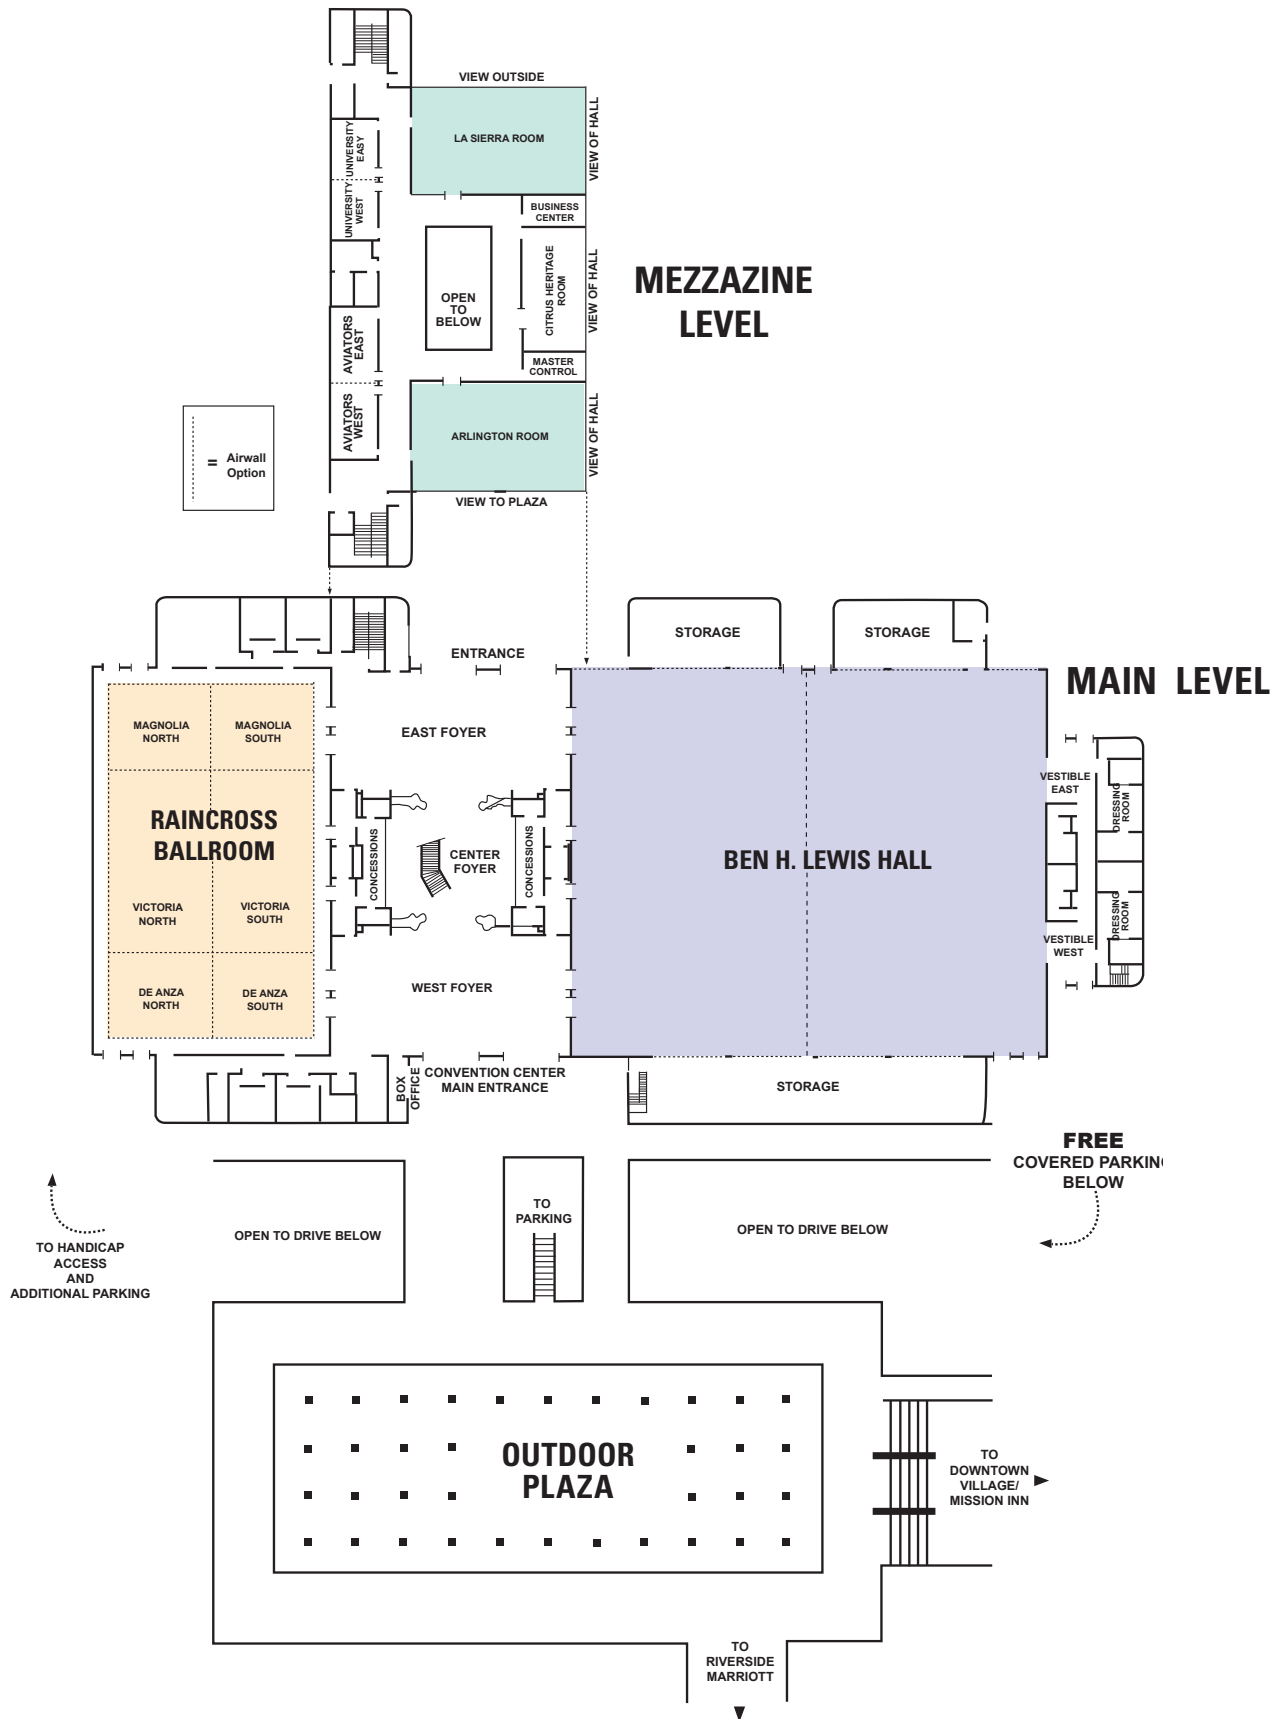 VIEW OUTSIDE
LA SIERRA ROOM
VIEW OF HALL
UNIVERSITY
EASY
UNIVERSITY
WEST
BUSINESS
CENTER
CITRUS HERITAGE
ROOM
VIEW OF HALL
OPEN
TO
BELOW
MEZZAZINE
LEVEL
AVIATORS
EAST
MASTER
CONTROL
AVIATORS
WEST
ARLINGTON ROOM
VIEW OF HALL
= Airwall
Option
VIEW TO PLAZA
STORAGE
STORAGE
ENTRANCE
MAIN LEVEL
MAGNOLIA
NORTH
MAGNOLIA
SOUTH
EAST FOYER
VESTIBLE
EAST
DRESSING
ROOM
RAINCROSS
BALLROOM
CONCESSIONS
CENTER
FOYER
CONCESSIONS
BEN H. LEWIS HALL
VICTORIA
NORTH
VICTORIA
SOUTH
DRESSING
ROOM
VESTIBLE
WEST
DE ANZA
NORTH
DE ANZA
SOUTH
WEST FOYER
BOX
OFFICE
CONVENTION CENTER
MAIN ENTRANCE
STORAGE
FREE
COVERED PARKIN
BELOW
TO
PARKING
OPEN TO DRIVE BELOW
OPEN TO DRIVE BELOW
TO HANDICAP
ACCESS
AND
ADDITIONAL PARKING
OUTDOOR
PLAZA
TO
DOWNTOWN
VILLAGE/
MISSION INN
TO
RIVERSIDE
MARRIOTT